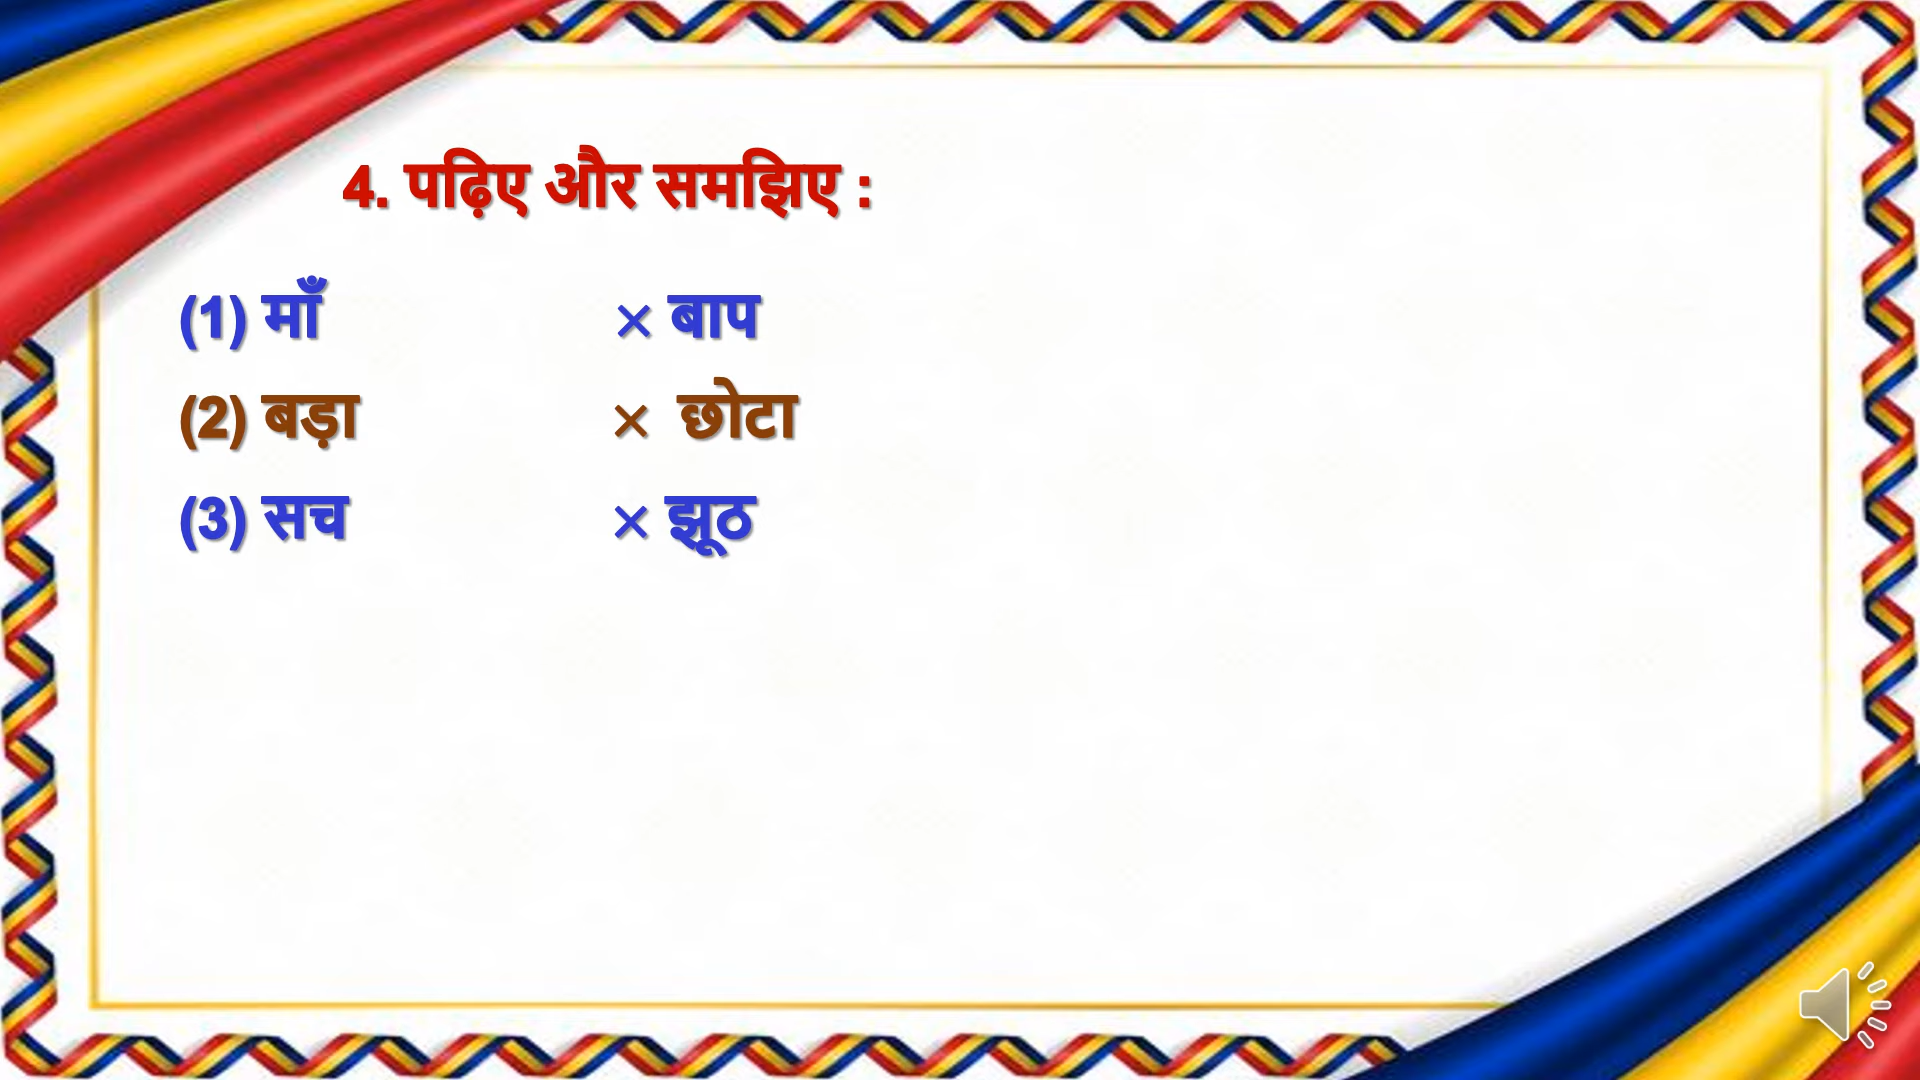 4. पढ़िए और समझिए :
(1) माँ × बाप
(2) बड़ा × छोटा
(3) सच × झूठ